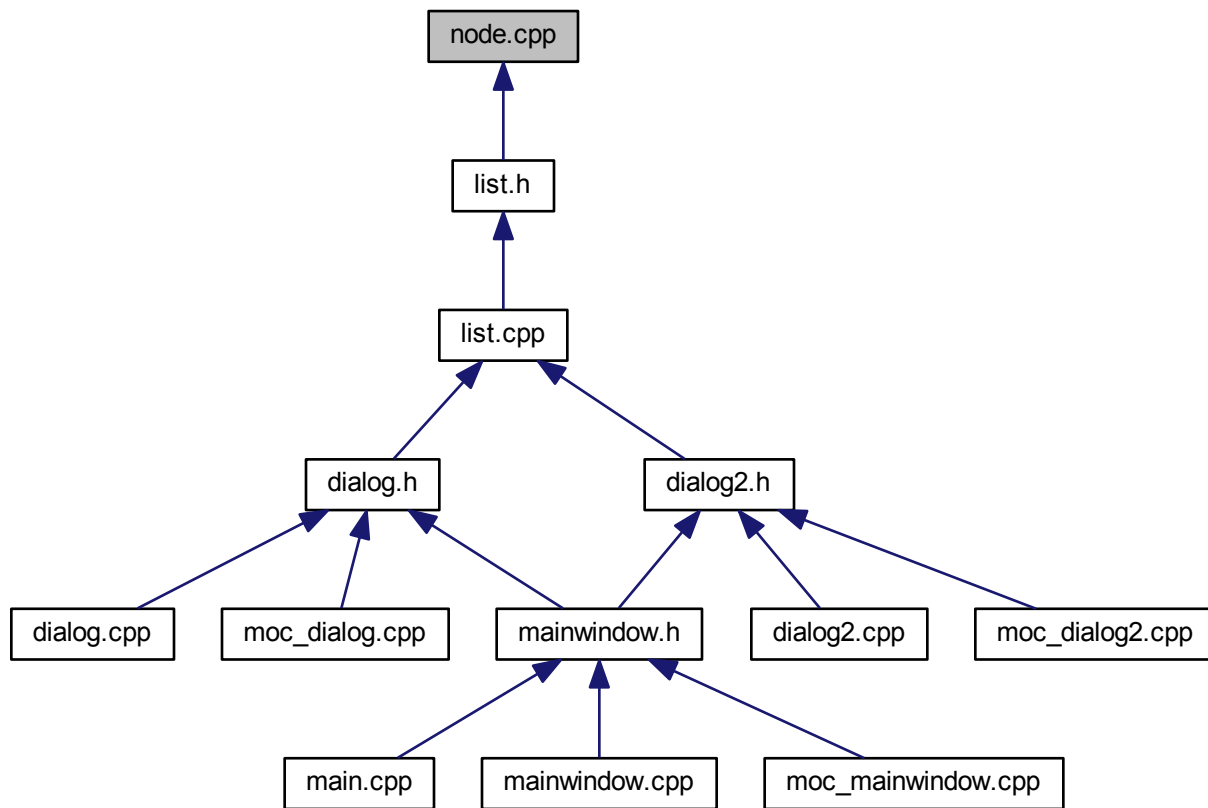 node.cpp
list.h
list.cpp
dialog.h
dialog2.h
dialog.cpp
moc_dialog.cpp
mainwindow.h
dialog2.cpp
moc_dialog2.cpp
main.cpp
mainwindow.cpp
moc_mainwindow.cpp